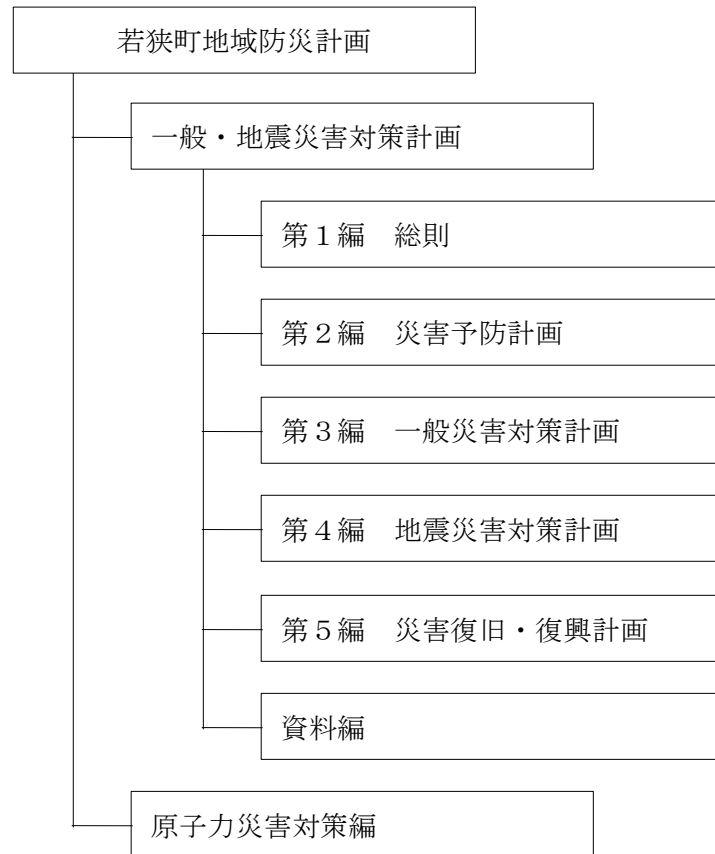 若狭町地域防災計画
一般・地震災害対策計画
第１編　総則
第２編　災害予防計画
第３編　一般災害対策計画
第４編　地震災害対策計画
第５編　災害復旧・復興計画
資料編
原子力災害対策編